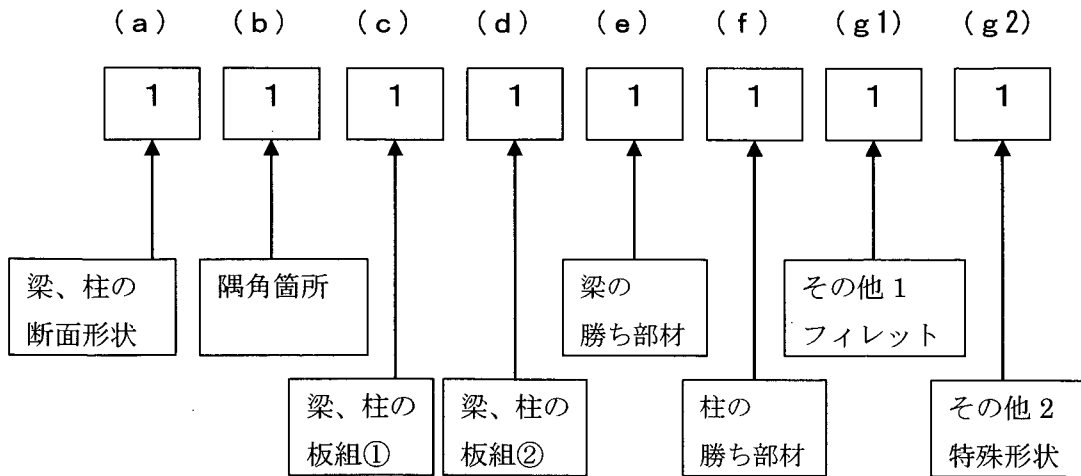 (a) (b) (c) (d) (e) (f) (g1) (g2)
1 1 1 1 1 1 1 1
梁、柱の
断面形状
隅角箇所
梁の
勝ち部材
その他 1
フィレット
梁、柱の
板組①
梁、柱の
板組②
柱の
勝ち部材
その他 2
特殊形状